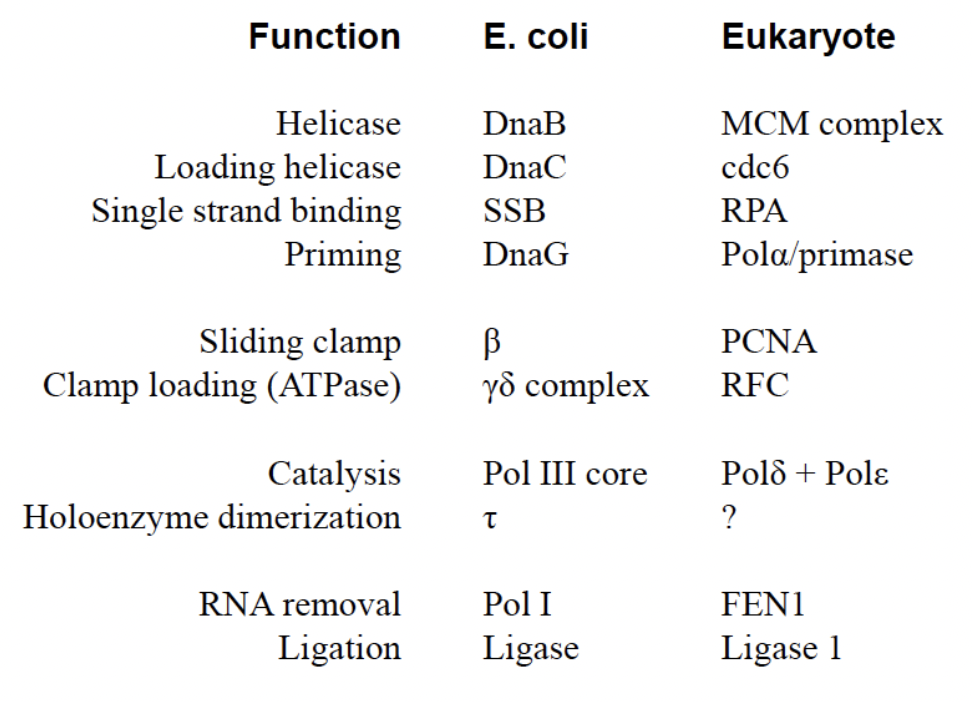 Function E. coli Eukaryote
Helicase DnaB MCM complex
Loading helicase DnaC cdc6
Single strand binding SSB RPA
Priming DnaG Polα/primase
Sliding clamp β PCNA
Clamp loading (ATPase) γδ complex RFC
Catalysis Pol III core Polδ + Polε
Holoenzyme dimerization τ ?
RNA removal Pol I FEN1
Ligation Ligase Ligase 1